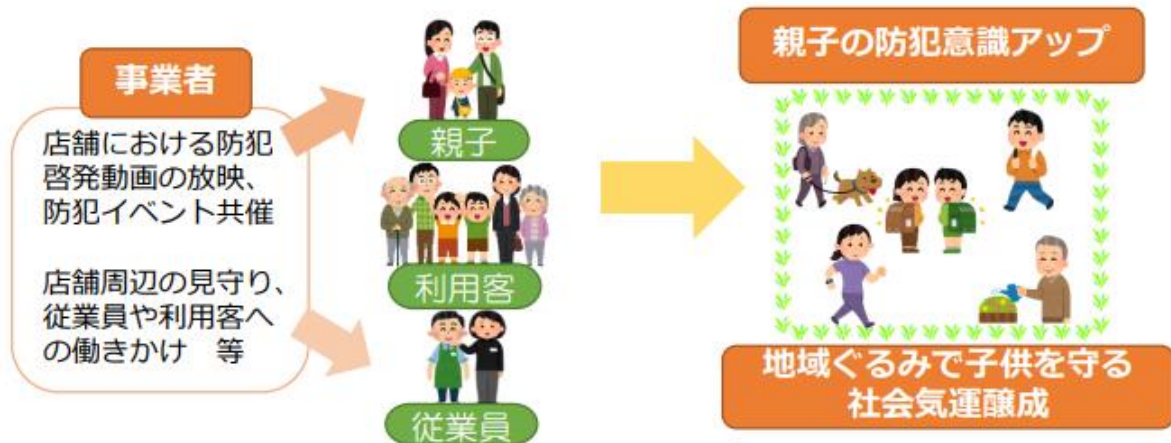 事業者
店舗における防犯
啓発動画の放映、
防犯イベント共催
店舗周辺の見守り、
従業員や利用客へ
の働きかけ　等
親子
利用客
従業員
親子の防犯意識アップ
地域ぐるみで子供を守る
社会気運醸成